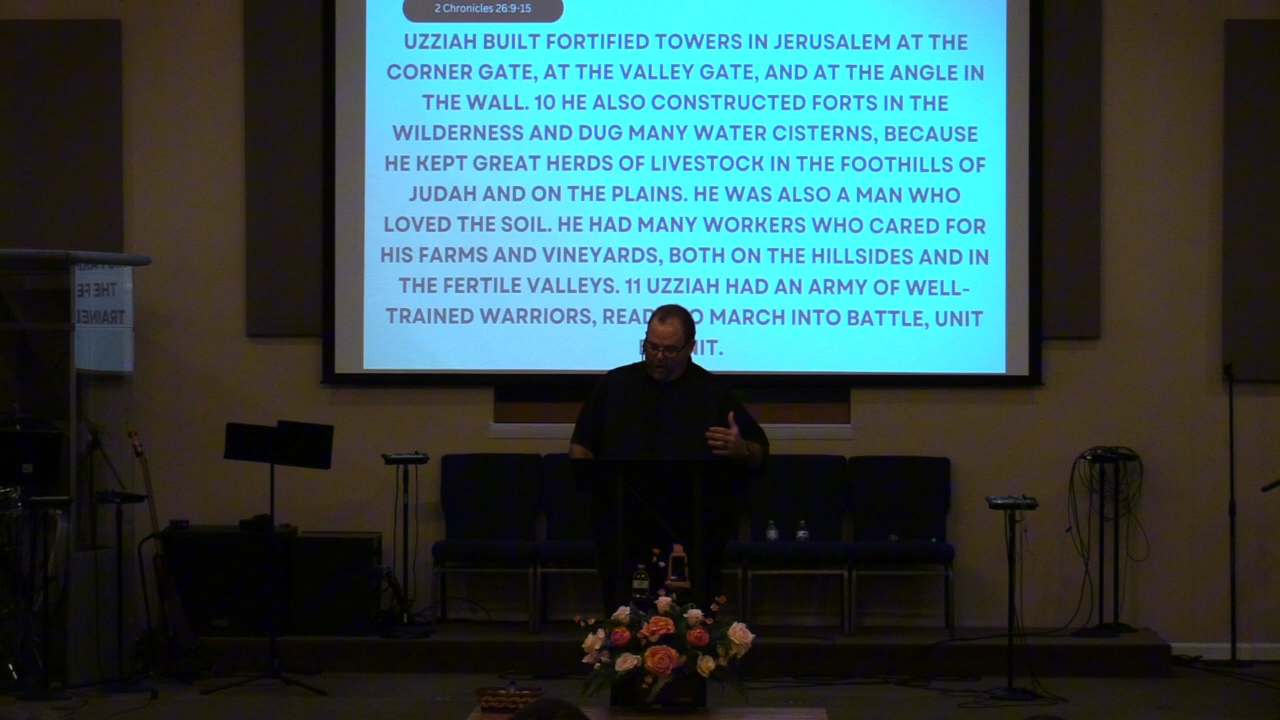 2 Chronicles 26:9-15
UZZIAH BUILT FORTIFIED TOWERS IN JERUSALEM AT THE
CORNER GATE, AT THE VALLEY GATE, AND AT THE ANGLE IN
THE WALL. 10 HE ALSO CONSTRUCTED FORTS IN THE
WILDERNESS AND DUG MANY WATER CISTERNS, BECAUSE
HE KEPT GREAT HERDS OF LIVESTOCK IN THE FOOTHILLS OF
JUDAH AND ON THE PLAINS. HE WAS ALSO A MAN WHO
LOVED THE SOIL. HE HAD MANY WORKERS WHO CARED FOR
HIS FARMS AND VINEYARDS, BOTH ON THE HILLSIDES AND IN
THE FERTILE VALLEYS. 11 UZZIAH HAD AN ARMY OF WELL-
TRAINED WARRIORS, MARCH INTO BATTLE, UNIT
THE FE
TRAINE